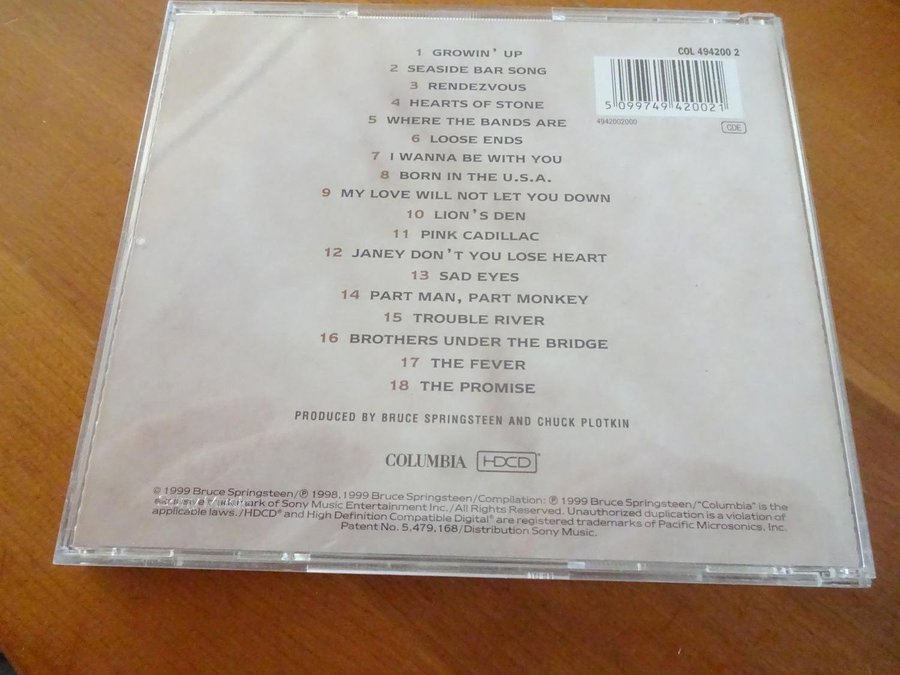 1 GROWIN' UP
2 SEASIDE BAR SONG
3 RENDEZVOUS
4 HEARTS OF STONE
5 WHERE THE BANDS ARE
6 LOOSE ENDS
7 I WANNA BE WITH YOU
8 BORN IN THE U.S.A.
9 MY LOVE WILL NOT LET YOU DOWN
10 LION'S DEN
11 PINK CADILLAC
12 JANEY DON'T YOU LOSE HEART
13 SAD EYES
14 PART MAN, PART MONKEY
15 TROUBLE RIVER
16 BROTHERS UNDER THE BRIDGE
17 THE FEVER
18 THE PROMISE
COL 494200 2
5 099749 420021
4942002000
CDE
PRODUCED BY BRUCE SPRINGSTEEN AND CHUCK PLOTKIN
COLUMBIA HDCD®
© 1999 Bruce Springsteen/℗ 1998, 1999 Bruce Springsteen/Compilation: ℗ 1999 Bruce Springsteen/"Columbia" is the
exclusive trademark of Sony Music Entertainment Inc./All Rights Reserved. Unauthorized duplication is a violation of
applicable laws./HDCD® and High Definition Compatible Digital® are registered trademarks of Pacific Microsonics, Inc.
Patent No. 5,479,168/Distribution Sony Music.